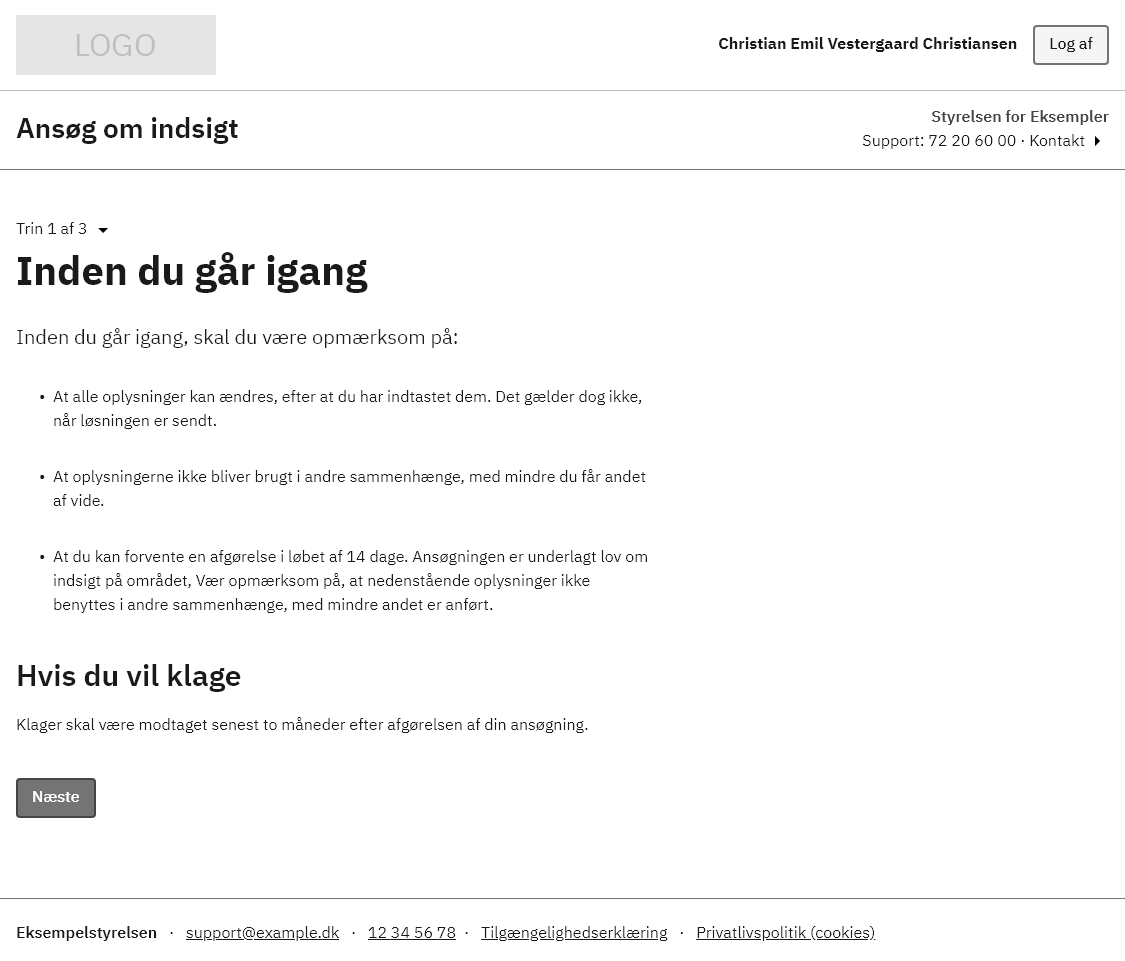 LOGO
Christian Emil Vestergaard Christiansen
Log af
Ansøg om indsigt
Styrelsen for Eksempler
Support: 72 20 60 00 · Kontakt
Trin 1 af 3
Inden du går igang
Inden du går igang, skal du være opmærksom på:
• At alle oplysninger kan ændres, efter at du har indtastet dem. Det gælder dog ikke,
når løsningen er sendt.
• At oplysningerne ikke bliver brugt i andre sammenhænge, med mindre du får andet
af vide.
• At du kan forvente en afgørelse i løbet af 14 dage. Ansøgningen er underlagt lov om
indsigt på området, Vær opmærksom på, at nedenstående oplysninger ikke
benyttes i andre sammenhænge, med mindre andet er anført.
Hvis du vil klage
Klager skal være modtaget senest to måneder efter afgørelsen af din ansøgning.
Næste
Eksempelstyrelsen · support@example.dk · 12 34 56 78 · Tilgængelighedserklæring · Privatlivspolitik (cookies)